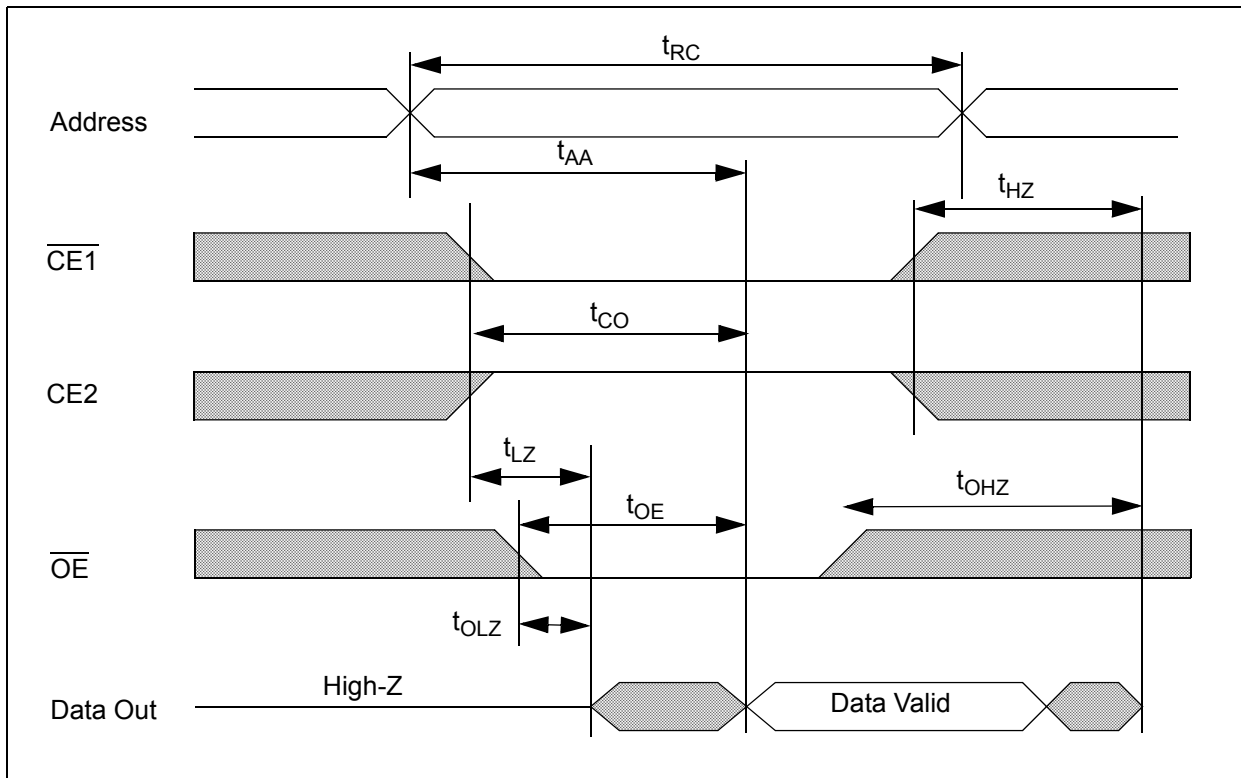 tRC
Address
tAA
tHZ
CE1
tCO
CE2
tLZ
tOHZ
tOE
OE
tOLZ
High-Z
Data Out
Data Valid